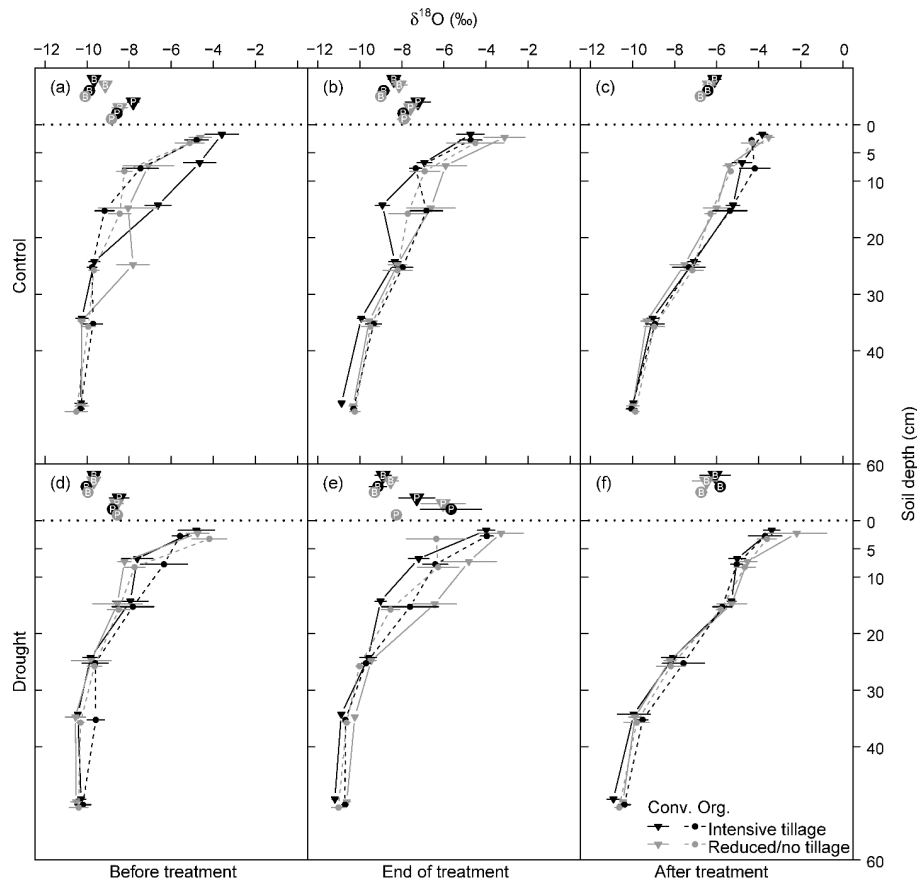 δ18O (‰)
−12 −10 −8 −6 −4 −2 −12 −10 −8 −6 −4 −2 −12 −10 −8 −6 −4 −2 0
(a) B B B B P P P P
(b) B B B B P P P P
(c) B B B B
0
5
10
20
30
40
60
Control
Soil depth (cm)
(d) B B B B P P P P
(e) B B B B P P P P
(f) B B B B
0
5
10
20
30
40
60
Drought
Conv. Org.
Intensive tillage
Reduced/no tillage
Before treatment End of treatment After treatment